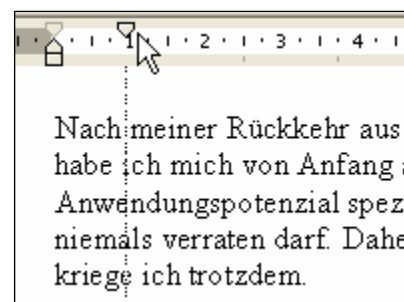 1 2 3 4
Nach meiner Rückkehr aus
habe ich mich von Anfang
Anwendungspotenzial spez
niemals verraten darf. Dahe
kriege ich trotzdem.